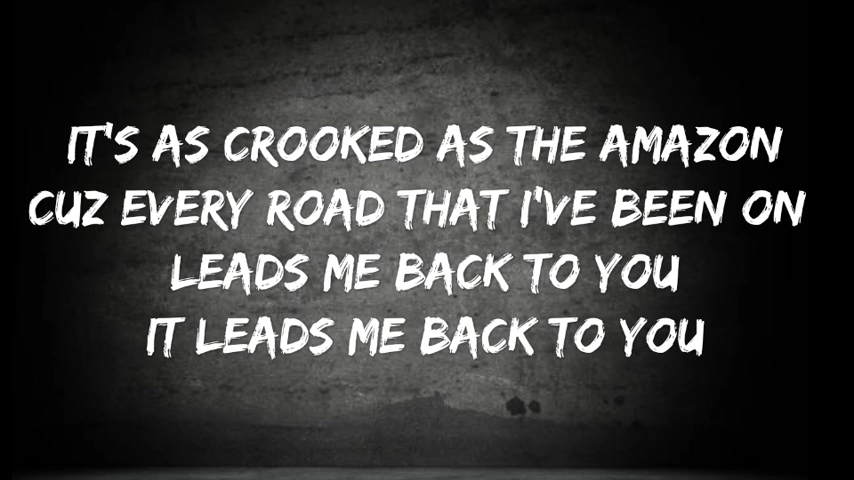 IT'S AS CROOKED AS THE AMAZON
CUZ EVERY ROAD THAT I'VE BEEN ON
LEADS ME BACK TO YOU
IT LEADS ME BACK TO YOU